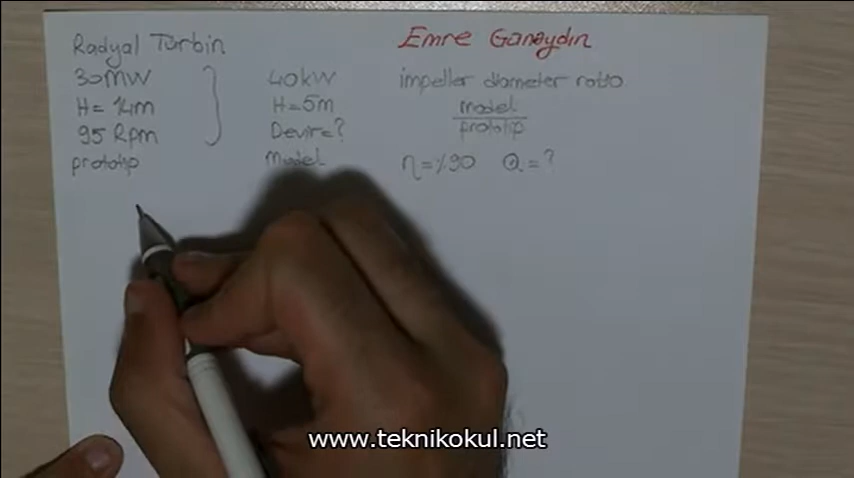 Radyal Türbin
30MW
H = 14m
95 Rpm
prototip
40kW
H = 5m
Devir = ?
Model
Emre Günaydın
impeller diameter ratio
model
prototip
η = %90 Q = ?
www.teknikokul.net